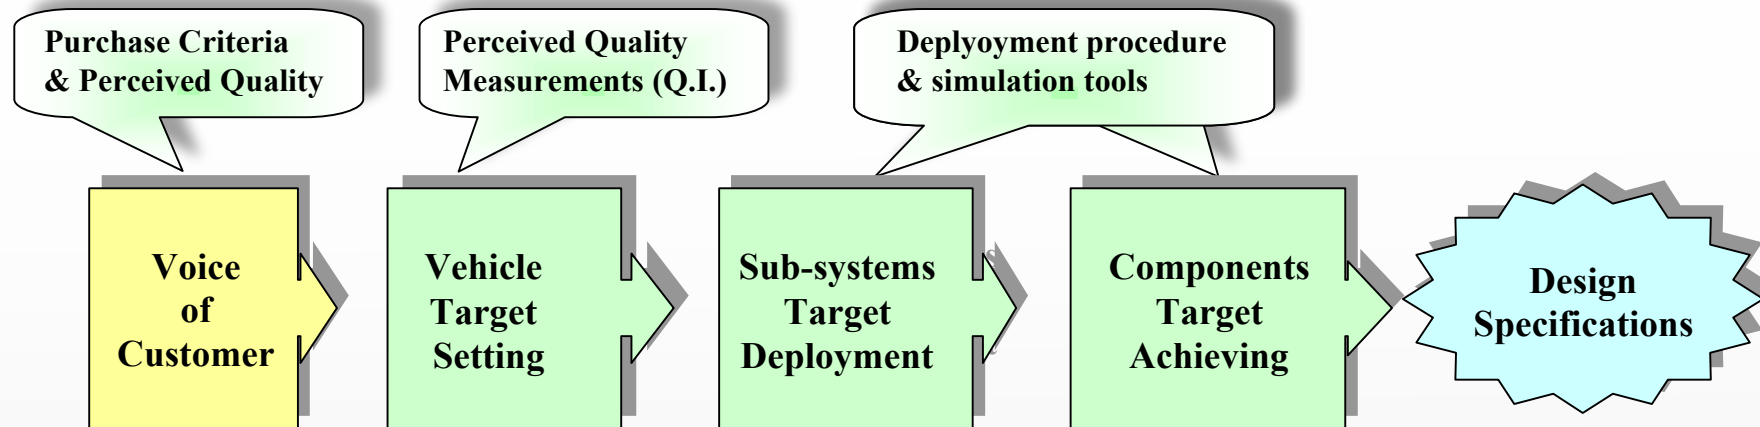 Purchase Criteria
& Perceived Quality
Perceived Quality
Measurements (Q.I.)
Deplyoyment procedure
& simulation tools
Voice
of
Customer
Vehicle
Target
Setting
Sub-systems
Target
Deployment
Components
Target
Achieving
Design
Specifications